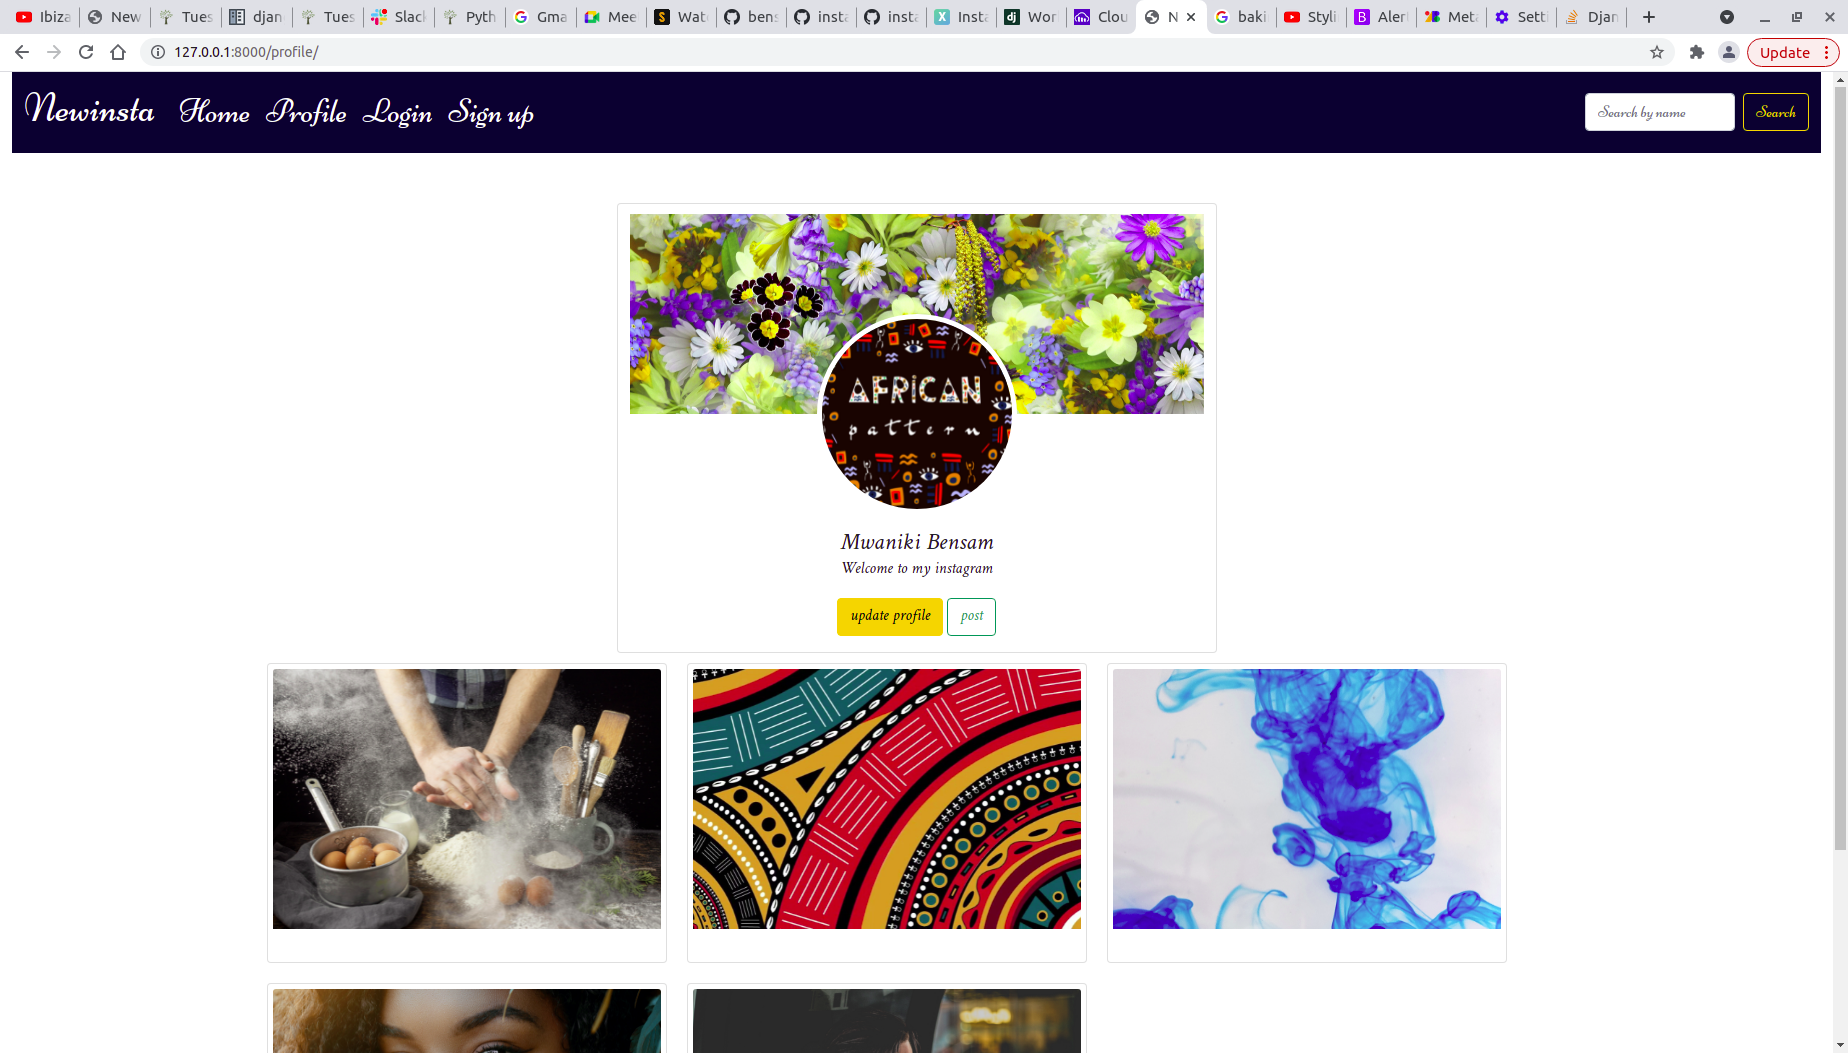 Ibiza New Tues djan Tues Slack Pyth Gma Mee Wat bens insta insta Insta Wor Clou N baki Styli Aler Meta Setti Djan
127.0.0.1:8000/profile/
Update
Newinsta Home Profile Login Sign up
Search by name Search
AFRICAN
pattern
Mwaniki Bensam
Welcome to my instagram
update profile post